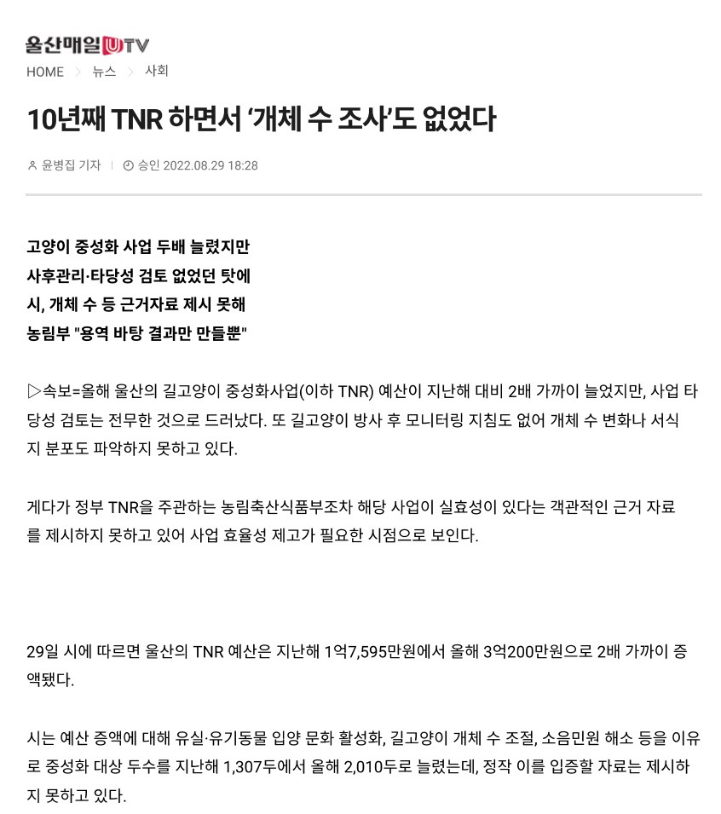 울산매일UTV
HOME > 뉴스 > 사회
10년째 TNR 하면서 ‘개체 수 조사’도 없었다
윤병집 기자 | 승인 2022.08.29 18:28
고양이 중성화 사업 두배 늘렸지만
사후관리·타당성 검토 없었던 탓에
시, 개체 수 등 근거자료 제시 못해
농림부 "용역 바탕 결과만 만들뿐"
▷속보=올해 울산의 길고양이 중성화사업(이하 TNR) 예산이 지난해 대비 2배 가까이 늘었지만, 사업 타
당성 검토는 전무한 것으로 드러났다. 또 길고양이 방사 후 모니터링 지침도 없어 개체 수 변화나 서식
지 분포도 파악하지 못하고 있다.
게다가 정부 TNR을 주관하는 농림축산식품부조차 해당 사업이 실효성이 있다는 객관적인 근거 자료
를 제시하지 못하고 있어 사업 효율성 제고가 필요한 시점으로 보인다.
29일 시에 따르면 울산의 TNR 예산은 지난해 1억7,595만원에서 올해 3억200만원으로 2배 가까이 증
액됐다.
시는 예산 증액에 대해 유실·유기동물 입양 문화 활성화, 길고양이 개체 수 조절, 소음민원 해소 등을 이유
로 중성화 대상 두수를 지난해 1,307두에서 올해 2,010두로 늘렸는데, 정작 이를 입증할 자료는 제시하
지 못하고 있다.